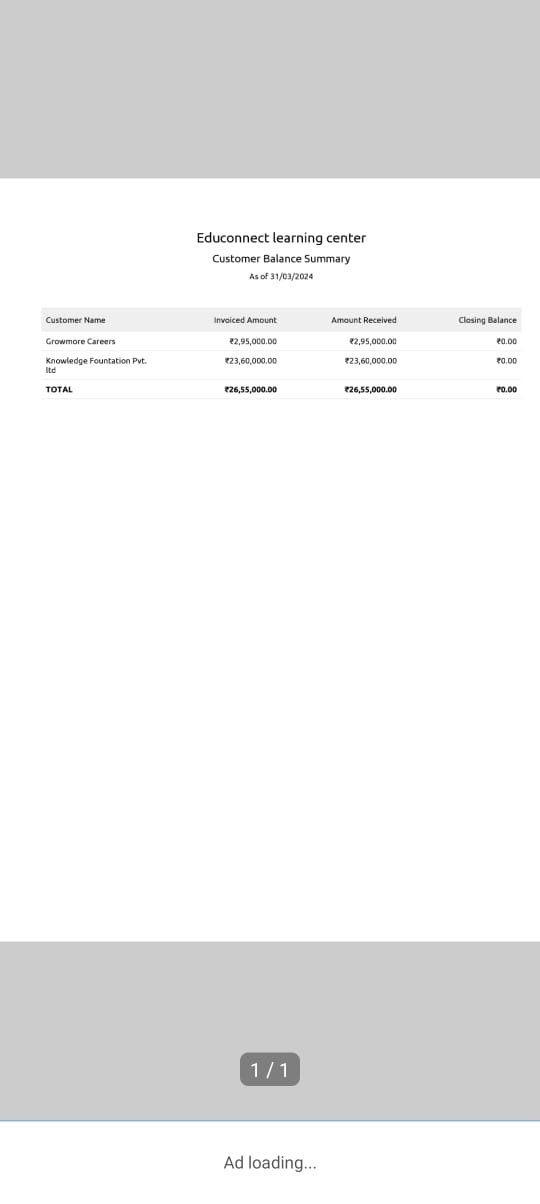 Educonnect learning center
Customer Balance Summary
As of 31/03/2024
Customer Name Invoiced Amount Amount Received Closing Balance
Growmore Careers ₹2,95,000.00 ₹2,95,000.00 ₹0.00
Knowledge Fountation Pvt. ₹23,60,000.00 ₹23,60,000.00 ₹0.00
ltd
TOTAL ₹26,55,000.00 ₹26,55,000.00 ₹0.00
1 / 1
Ad loading...